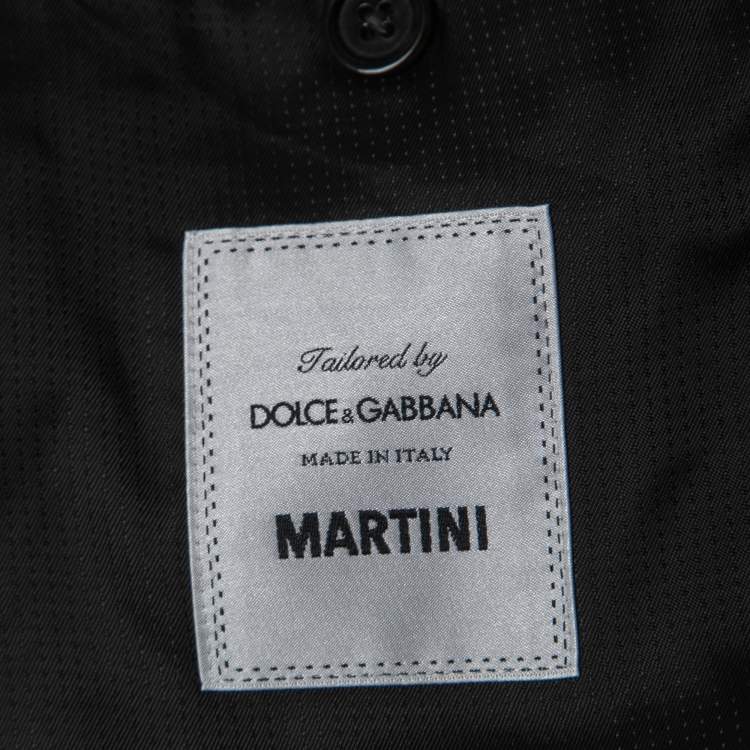 Tailored by
DOLCE & GABBANA
MADE IN ITALY
MARTINI